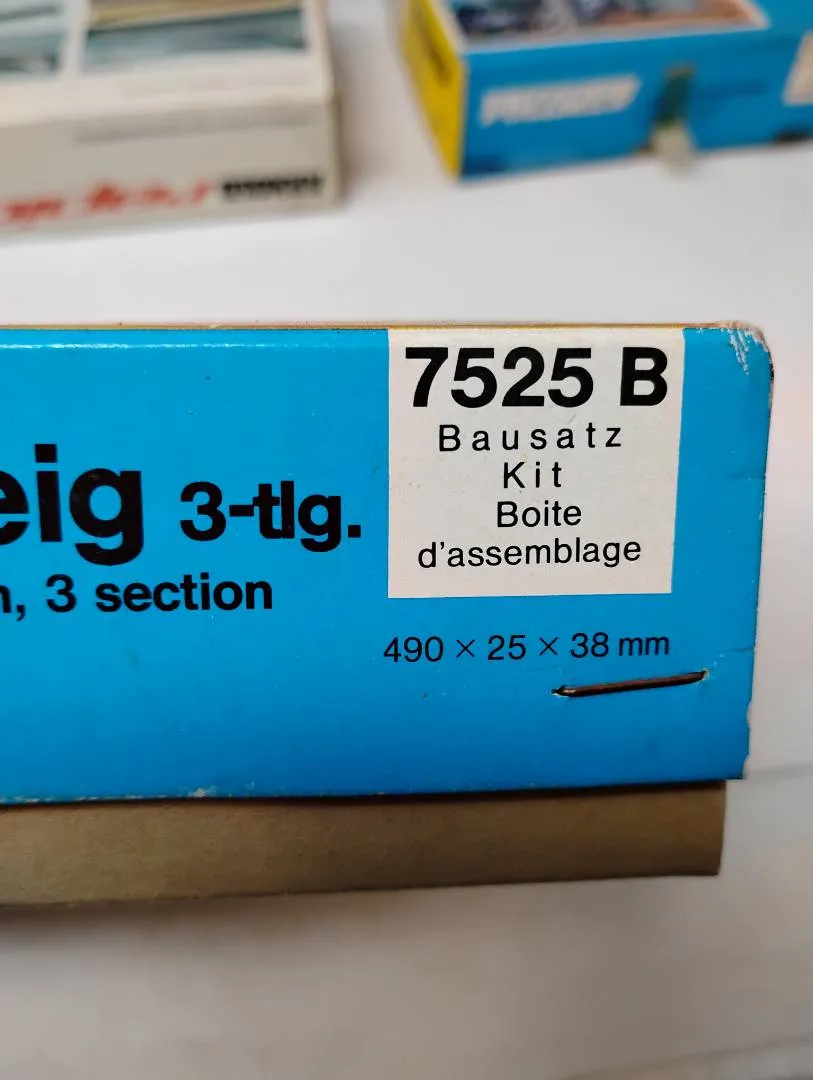 7525 B
Bausatz
Kit
Boite
d'assemblage
eig 3-tlg.
, 3 section
490 × 25 × 38 mm